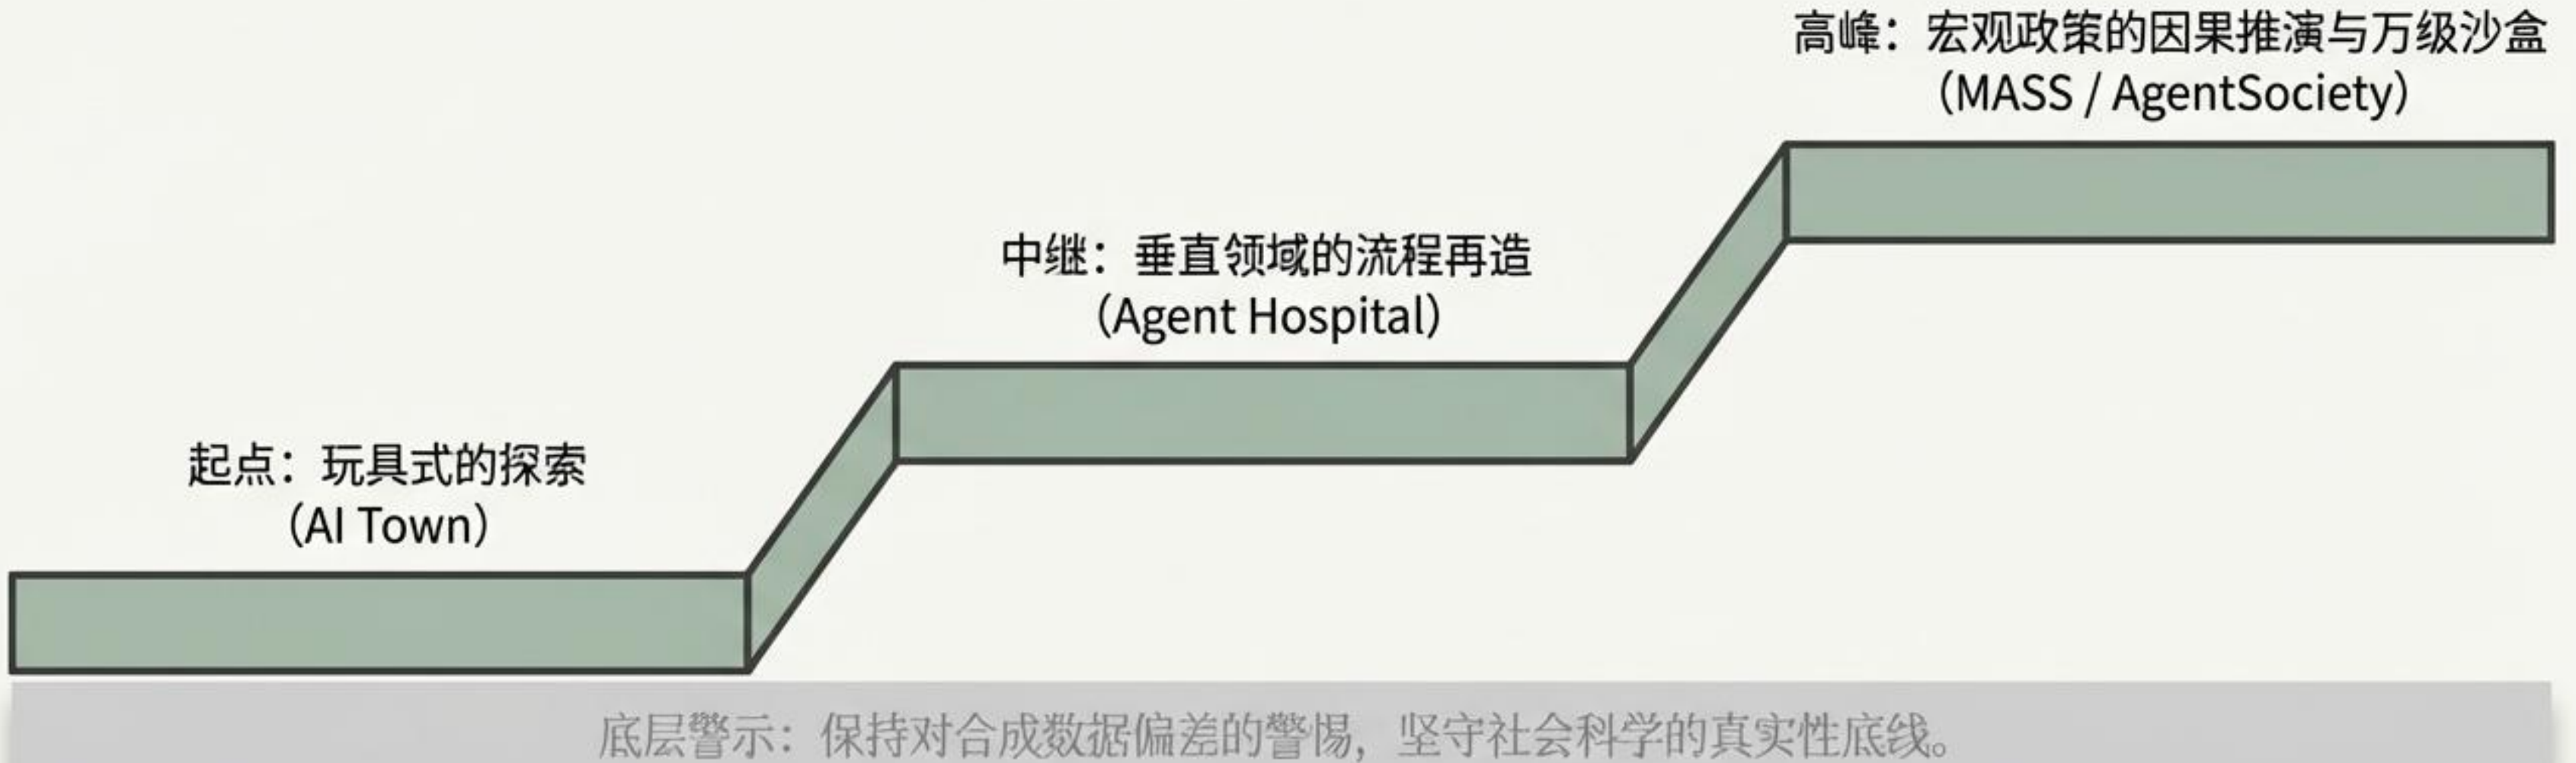 高峰：宏观政策的因果推演与万级沙盒
（MASS / AgentSociety）
中继：垂直领域的流程再造
（Agent Hospital）
起点：玩具式的探索
（AI Town）
底层警示：保持对合成数据偏差的警惕，坚守社会科学的真实性底线。